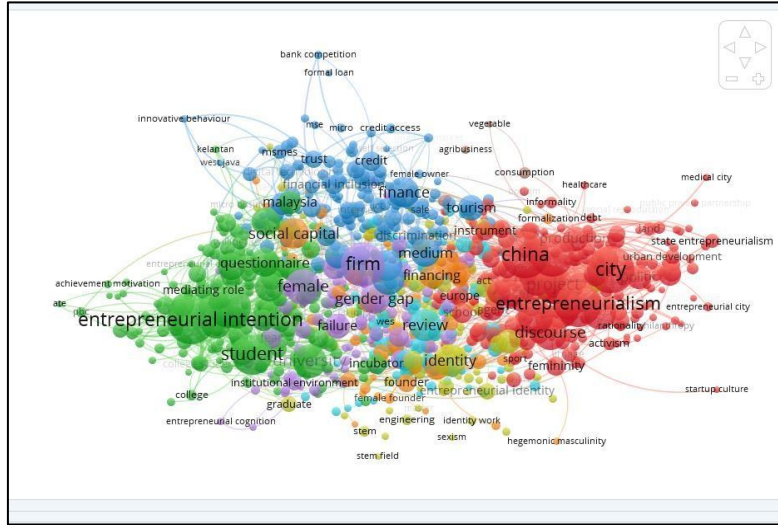 bank competition
formal loan
innovative behaviour
mse micro credit access
vegetable
kelantan
west java
msmes trust credit
agribusiness
female owner
consumption
healthcare
medical city
financial inclusion
finance
malaysia
sale
tourism
informality
formalization debt
land
social capital
discrimination
instrument
production
state entrepreneurialism
questionnaire
firm
medium
china
urban development
city
politic
achievement motivation
mediating role
female
financing
act
project
ate
gender gap
europe
entrepreneurialism
entrepreneurial city
entrepreneurial intention
failure
wes
review
school
discourse
rationality
philanthropy
activism
student
university
incubator
identity
sport
femininity
institutional environment
founder
entrepreneurial identity
startup culture
college
graduate
female founder
entrepreneurial cognition
engineering
identity work
stem
sexism
hegemonic masculinity
stem field